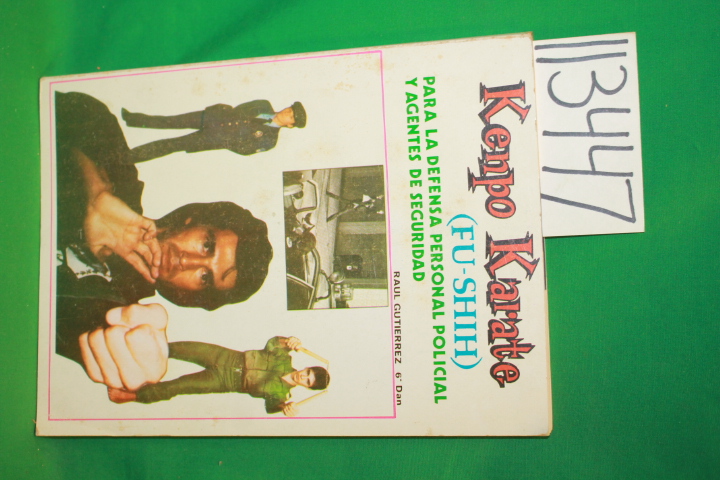 Kenpo Karate
(FU-SHIH)
PARA LA DEFENSA PERSONAL POLICIAL
Y AGENTES DE SEGURIDAD
RAUL GUTIERREZ 6° Dan
113447